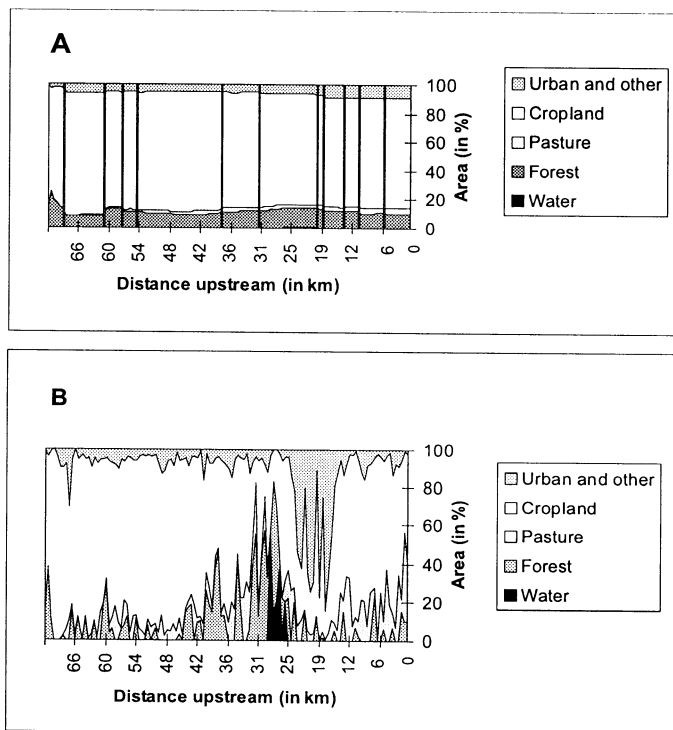 A
100
80
60
40
20
0
Area (in %)
66
60
54
48
42
36
31
25
19
12
6
0
Distance upstream (in km)
Urban and other
Cropland
Pasture
Forest
Water
B
100
80
60
40
20
0
Area (in %)
66
60
54
48
42
36
31
25
19
12
6
0
Distance upstream (in km)
Urban and other
Cropland
Pasture
Forest
Water